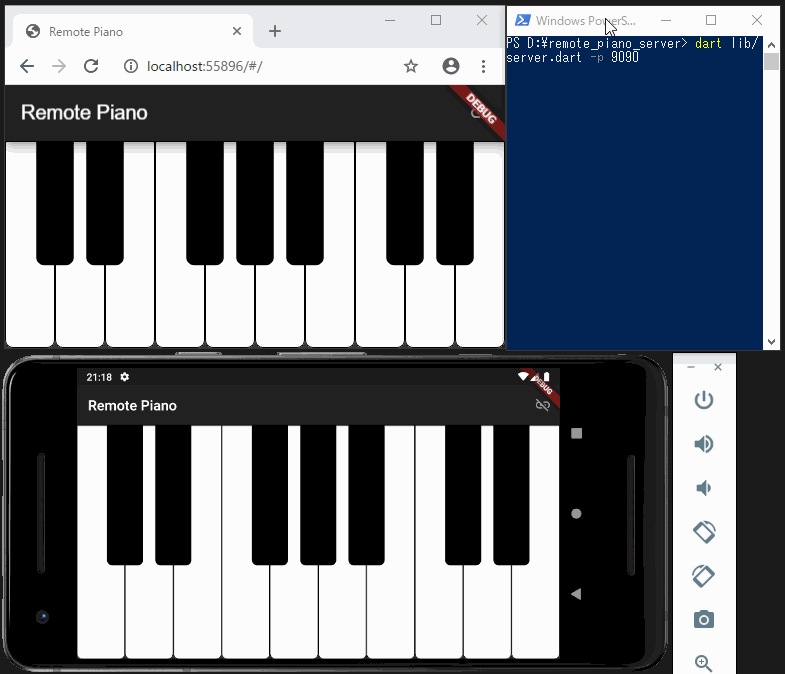 Remote Piano
localhost:55896/#/
Remote Piano
DEBUG
Windows PowerS...
PS D:¥remote_piano_server> dart lib/
server.dart -p 9090
21:18
DEBUG
Remote Piano